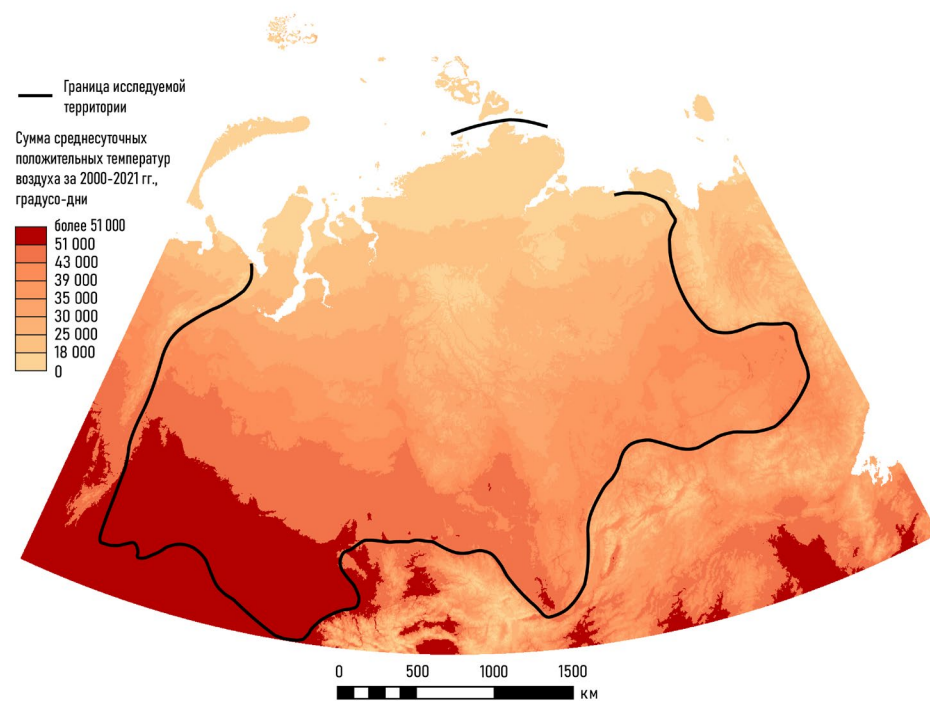 Граница исследуемой
территории
Сумма среднесуточных
положительных температур
воздуха за 2000-2021 гг.,
градусо-дни
более 51 000
51 000
43 000
39 000
35 000
30 000
25 000
18 000
0
0 500 1000 1500
км